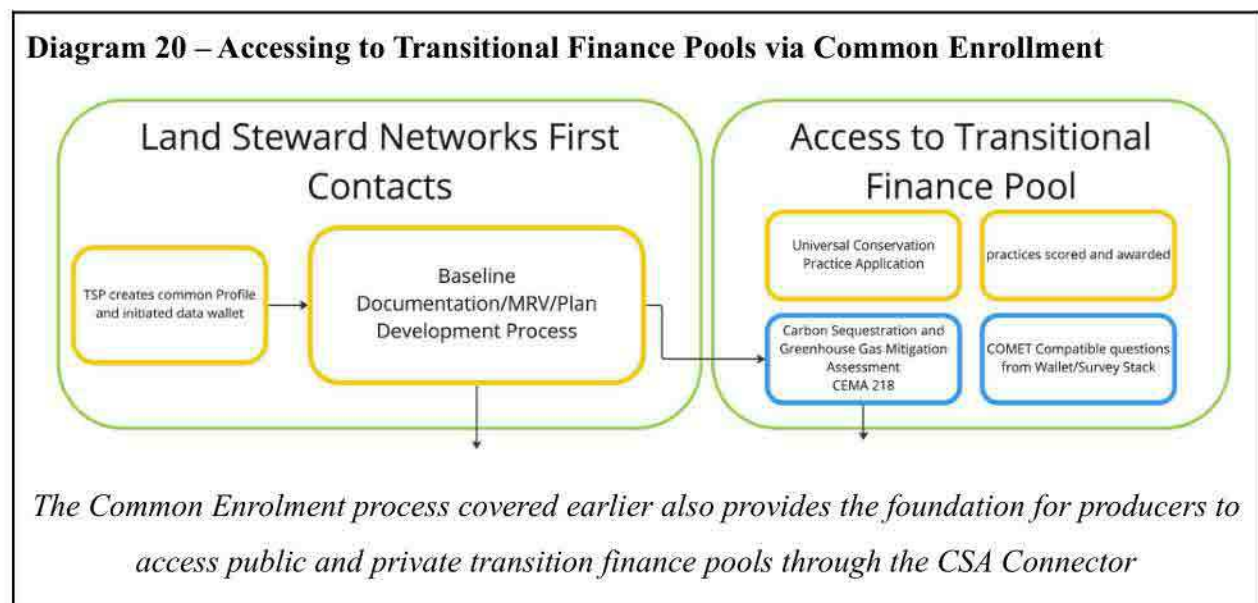 Diagram 20 – Accessing to Transitional Finance Pools via Common Enrollment
Land Steward Networks First
Contacts
TSP creates common Profile
and initiated data wallet
Baseline
Documentation/MRV/Plan
Development Process
Access to Transitional
Finance Pool
Universal Conservation
Practice Application
practices scored and awarded
Carbon Sequestration and
Greenhouse Gas Mitigation
Assessment
CEMA 218
COMET Compatible questions
from Wallet/Survey Stack
The Common Enrolment process covered earlier also provides the foundation for producers to
access public and private transition finance pools through the CSA Connector